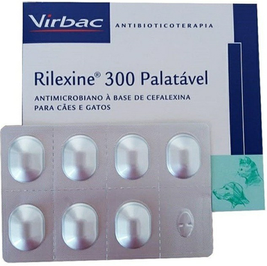 Virbac
ANTIBIOTICOTERAPIA
Rilexine® 300 Palatável
ANTIMICROBIANO À BASE DE CEFALEXINA
PARA CÃES E GATOS